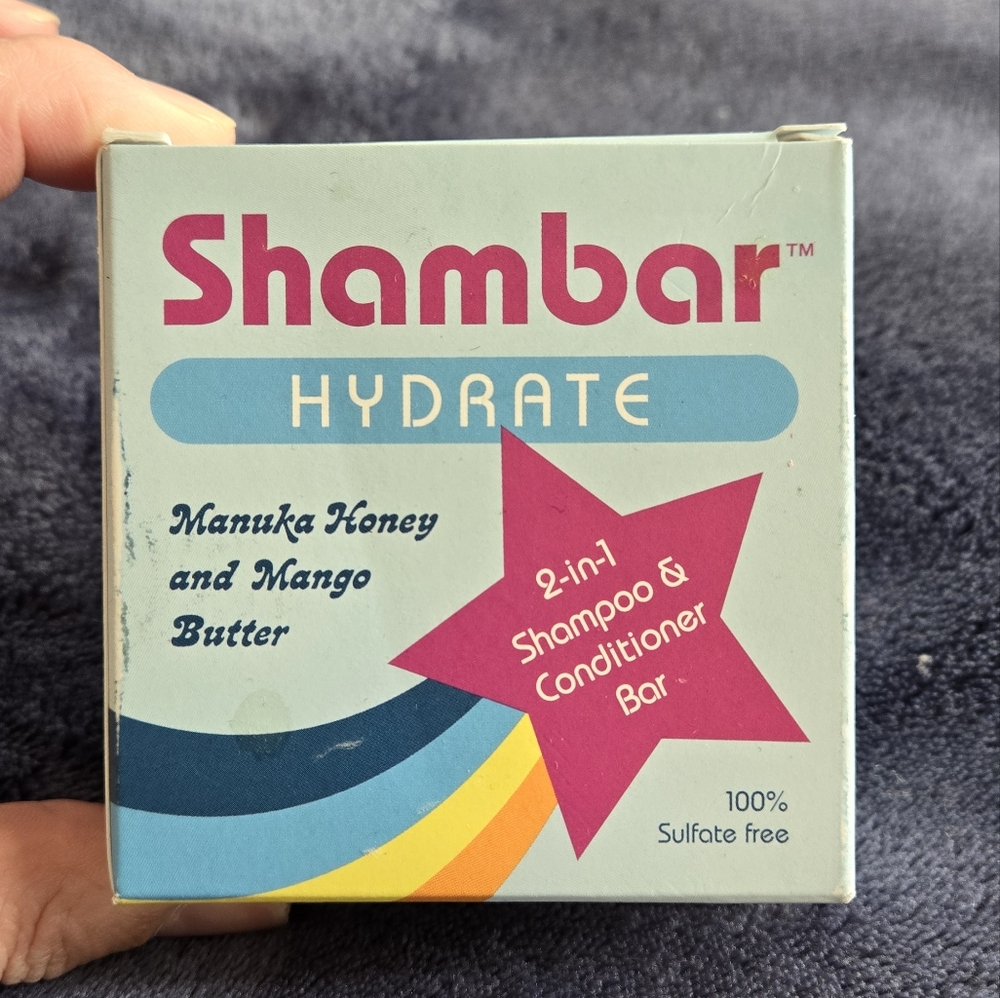 Shambar™
HYDRATE
Manuka Honey
and Mango
Butter
2-in-1
Shampoo &
Conditioner
Bar
100%
Sulfate free